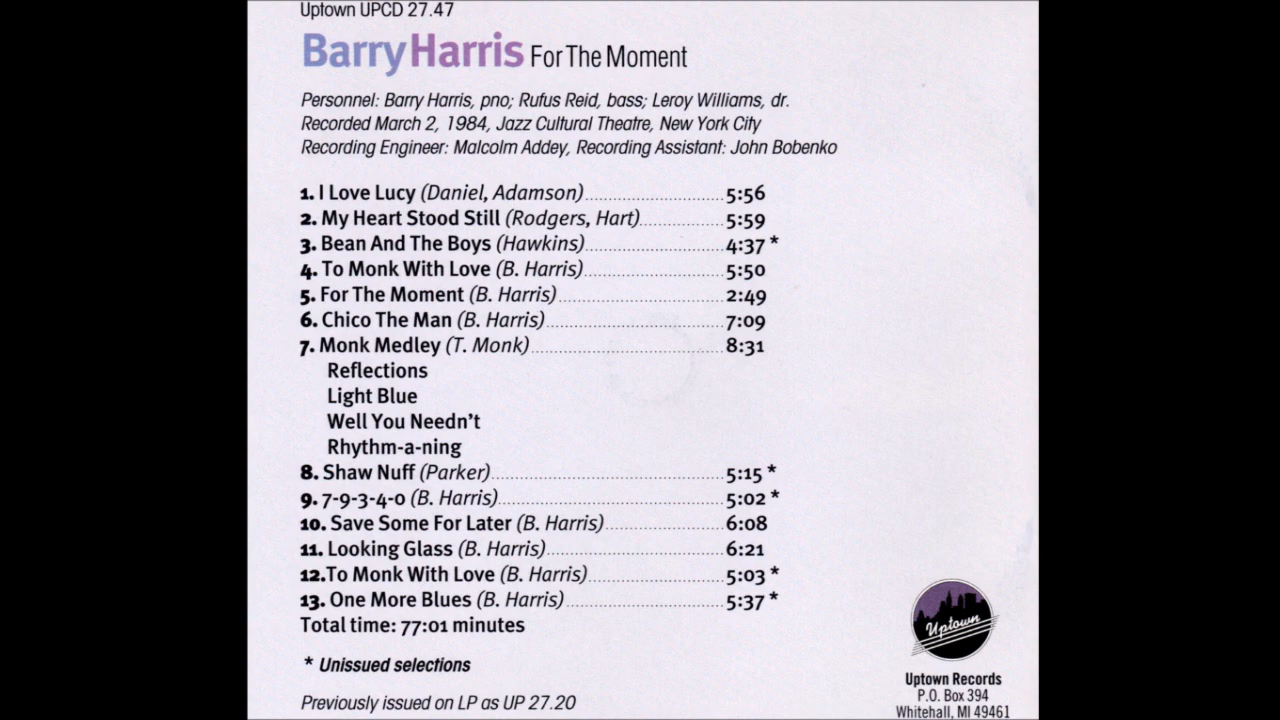 Uptown UPCD 27.47
Barry Harris For The Moment
Personnel: Barry Harris, pno; Rufus Reid, bass; Leroy Williams, dr.
Recorded March 2, 1984, Jazz Cultural Theatre, New York City
Recording Engineer: Malcolm Addey, Recording Assistant: John Bobenko
1. I Love Lucy (Daniel, Adamson) 5:56
2. My Heart Stood Still (Rodgers, Hart) 5:59
3. Bean And The Boys (Hawkins) 4:37 *
4. To Monk With Love (B. Harris) 5:50
5. For The Moment (B. Harris) 2:49
6. Chico The Man (B. Harris) 7:09
7. Monk Medley (T. Monk) 8:31
Reflections
Light Blue
Well You Needn't
Rhythm-a-ning
8. Shaw Nuff (Parker) 5:15 *
9. 7-9-3-4-0 (B. Harris) 5:02 *
10. Save Some For Later (B. Harris) 6:08
11. Looking Glass (B. Harris) 6:21
12.To Monk With Love (B. Harris) 5:03 *
13. One More Blues (B. Harris) 5:37 *
Total time: 77:01 minutes
* Unissued selections
Previously issued on LP as UP 27.20
Uptown
Uptown Records
P.O. Box 394
Whitehall, MI 49461